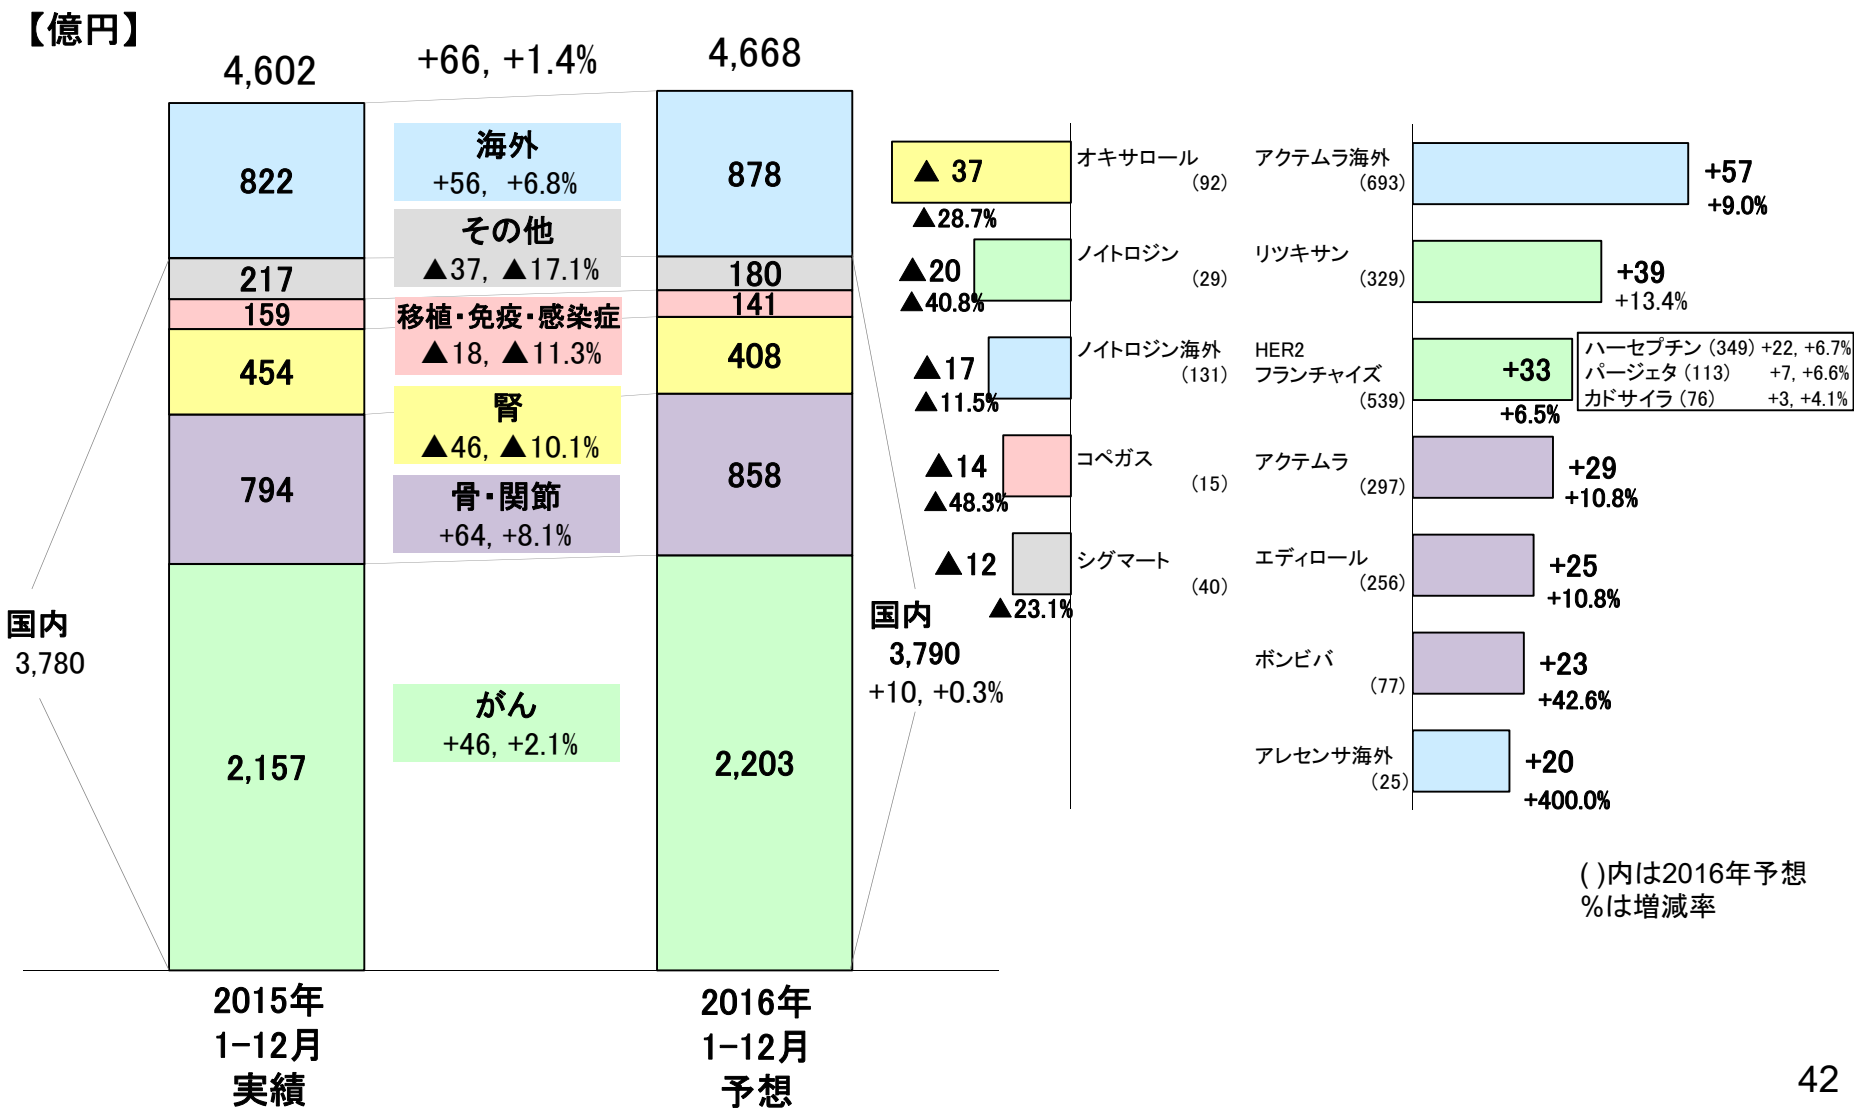 【億円】
4,602
+66, +1.4%
4,668
822
217
159
454
794
2,157
海外
+56, +6.8%
その他
▲37, ▲17.1%
移植・免疫・感染症
▲18, ▲11.3%
腎
▲46, ▲10.1%
骨・関節
+64, +8.1%
がん
+46, +2.1%
878
180
141
408
858
2,203
国内
3,780
国内
3,790
+10, +0.3%
2015年
1-12月
実績
2016年
1-12月
予想
▲ 37
▲28.7%
オキサロール
(92)
▲20
▲40.8%
ノイトロジン
(29)
▲17
▲11.5%
ノイトロジン海外
(131)
▲14
▲48.3%
コペガス
(15)
▲12
▲23.1%
シグマート
(40)
アクテムラ海外
(693)
+57
+9.0%
リツキサン
(329)
+39
+13.4%
HER2
フランチャイズ
(539)
+33
+6.5%
ハーセプチン (349) +22, +6.7%
パージェタ (113) +7, +6.6%
カドサイラ (76) +3, +4.1%
アクテムラ
(297)
+29
+10.8%
エディロール
(256)
+25
+10.8%
ボンビバ
(77)
+23
+42.6%
アレセンサ海外
(25)
+20
+400.0%
( )内は2016年予想
%は増減率
42